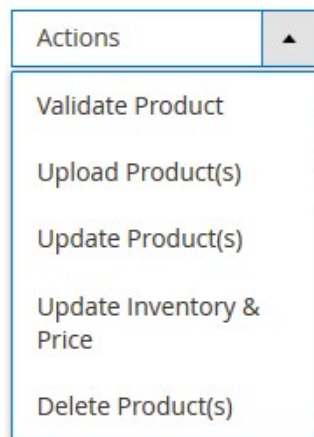 Actions
Validate Product
Upload Product(s)
Update Product(s)
Update Inventory &
Price
Delete Product(s)